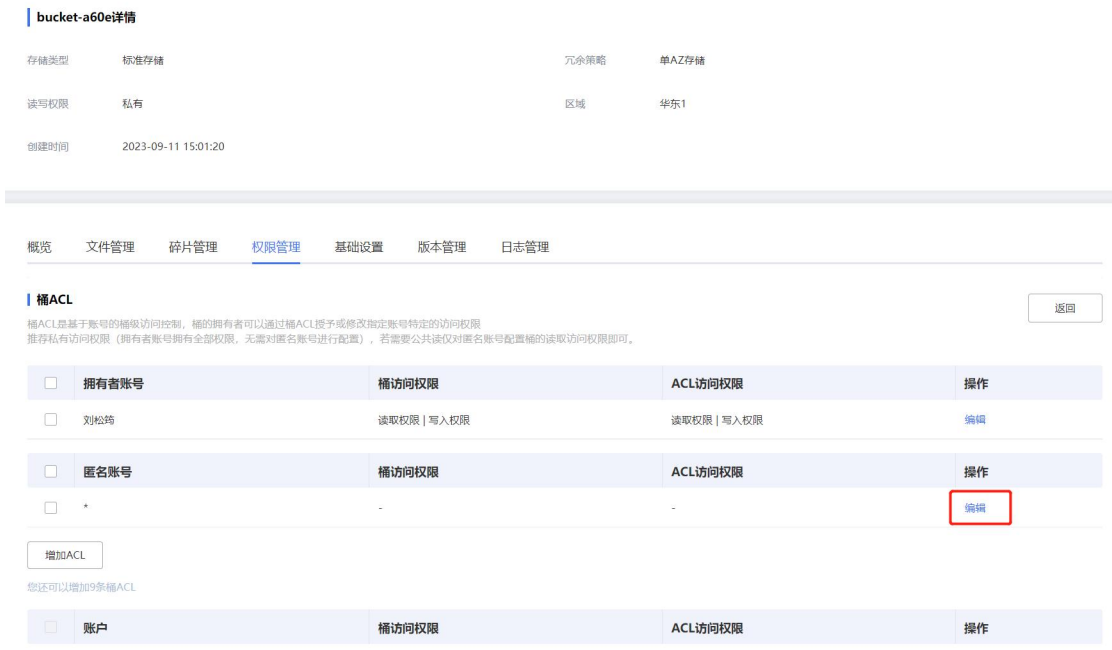 bucket-a60e详情
存储类型 标准存储 冗余策略 单AZ存储
读写权限 私有 区域 华东1
创建时间 2023-09-11 15:01:20
概览 文件管理 碎片管理 权限管理 基础设置 版本管理 日志管理
桶ACL
返回
桶ACL是基于账号的桶级访问控制，桶的拥有者可以通过桶ACL授予或修改指定账号特定的访问权限
推荐私有访问权限（拥有者账号拥有全部权限，无需对匿名账号进行配置），若需要公共读仅对匿名账号配置桶的读取访问权限即可。
拥有者账号 桶访问权限 ACL访问权限 操作
刘松筠 读取权限 | 写入权限 读取权限 | 写入权限 编辑
匿名账号 桶访问权限 ACL访问权限 操作
* - - 编辑
增加ACL
您还可以增加9条桶ACL
账户 桶访问权限 ACL访问权限 操作